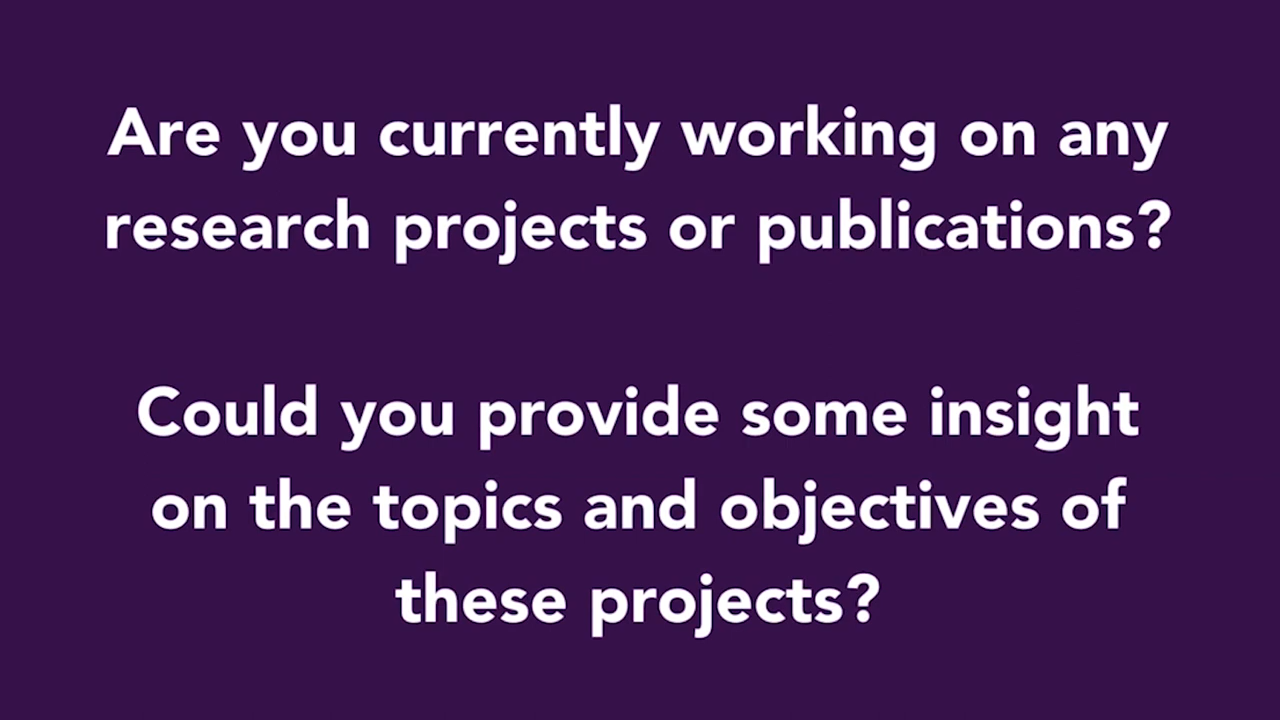 Are you currently working on any
research projects or publications?
Could you provide some insight
on the topics and objectives of
these projects?